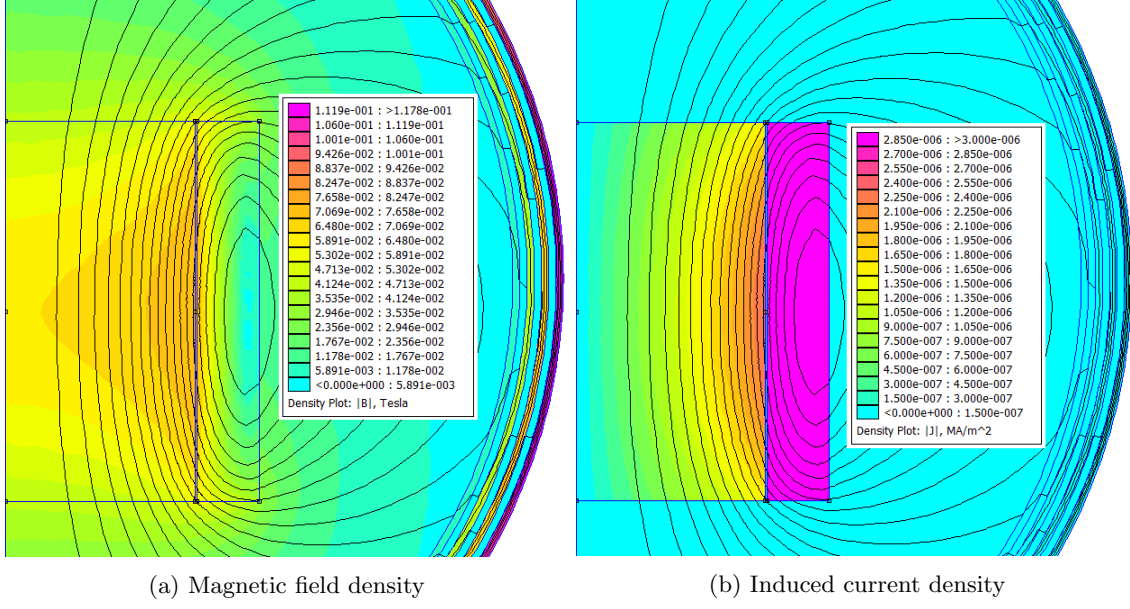 1.119e-001 : >1.178e-001
1.060e-001 : 1.119e-001
1.001e-001 : 1.060e-001
9.426e-002 : 1.001e-001
8.837e-002 : 9.426e-002
8.247e-002 : 8.837e-002
7.658e-002 : 8.247e-002
7.069e-002 : 7.658e-002
6.480e-002 : 7.069e-002
5.891e-002 : 6.480e-002
5.302e-002 : 5.891e-002
4.713e-002 : 5.302e-002
4.124e-002 : 4.713e-002
3.535e-002 : 4.124e-002
2.946e-002 : 3.535e-002
2.356e-002 : 2.946e-002
1.767e-002 : 2.356e-002
1.178e-002 : 1.767e-002
5.891e-003 : 1.178e-002
<0.000e+000 : 5.891e-003
Density Plot: |B|, Tesla
(a) Magnetic field density
2.850e-006 : >3.000e-006
2.700e-006 : 2.850e-006
2.550e-006 : 2.700e-006
2.400e-006 : 2.550e-006
2.250e-006 : 2.400e-006
2.100e-006 : 2.250e-006
1.950e-006 : 2.100e-006
1.800e-006 : 1.950e-006
1.650e-006 : 1.800e-006
1.500e-006 : 1.650e-006
1.350e-006 : 1.500e-006
1.200e-006 : 1.350e-006
1.050e-006 : 1.200e-006
9.000e-007 : 1.050e-006
7.500e-007 : 9.000e-007
6.000e-007 : 7.500e-007
4.500e-007 : 6.000e-007
3.000e-007 : 4.500e-007
1.500e-007 : 3.000e-007
<0.000e+000 : 1.500e-007
Density Plot: |J|, MA/m^2
(b) Induced current density